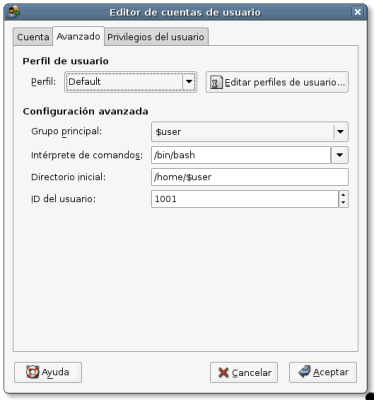 Editor de cuentas de usuario
Cuenta Avanzado Privilegios del usuario
Perfil de usuario
Perfil: Default Editar perfiles de usuario...
Configuración avanzada
Grupo principal: $user
Intérprete de comandos: /bin/bash
Directorio inicial: /home/$user
ID del usuario: 1001
Ayuda Cancelar Aceptar